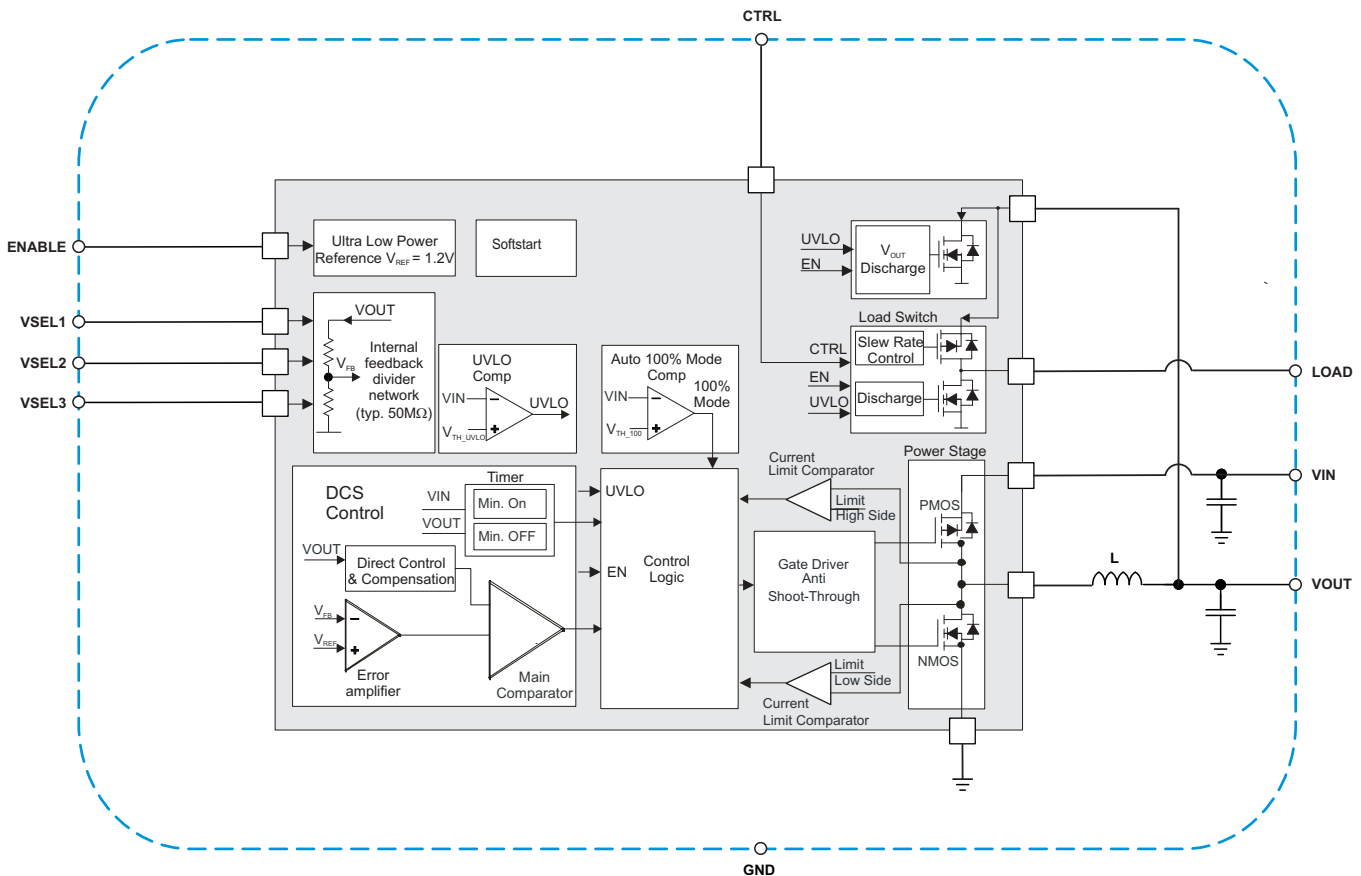 CTRL
ENABLE
VSEL1
VSEL2
VSEL3
Ultra Low Power
Reference VREF = 1.2V
Softstart
VOUT
VFB
Internal
feedback
divider
network
(typ. 50MΩ)
UVLO
Comp
VIN
VTH_UVLO
UVLO
Auto 100% Mode
Comp
VIN
VTH_100
100%
Mode
UVLO
EN
VOUT
Discharge
Load Switch
CTRL
EN
UVLO
Slew Rate
Control
Discharge
LOAD
DCS
Control
Timer
VIN
VOUT
Min. On
Min. OFF
VOUT
Direct Control
& Compensation
VFB
VREF
Error
amplifier
Main
Comparator
UVLO
EN
Control
Logic
Current
Limit Comparator
Limit
High Side
Gate Driver
Anti
Shoot-Through
Limit
Low Side
Current
Limit Comparator
Power Stage
PMOS
NMOS
VIN
L
VOUT
GND